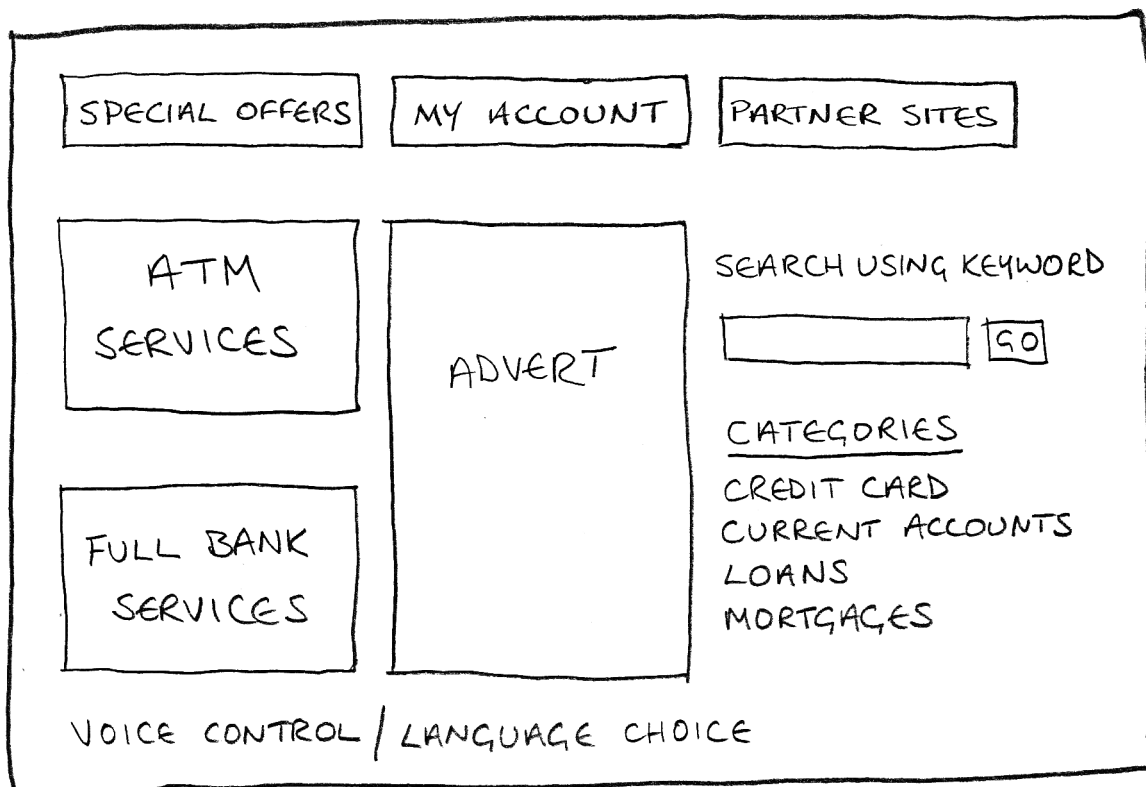 SPECIAL OFFERS
MY ACCOUNT
PARTNER SITES
ATM
SERVICES
FULL BANK
SERVICES
ADVERT
SEARCH USING KEYWORD
GO
CATEGORIES
CREDIT CARD
CURRENT ACCOUNTS
LOANS
MORTGAGES
VOICE CONTROL / LANGUAGE CHOICE